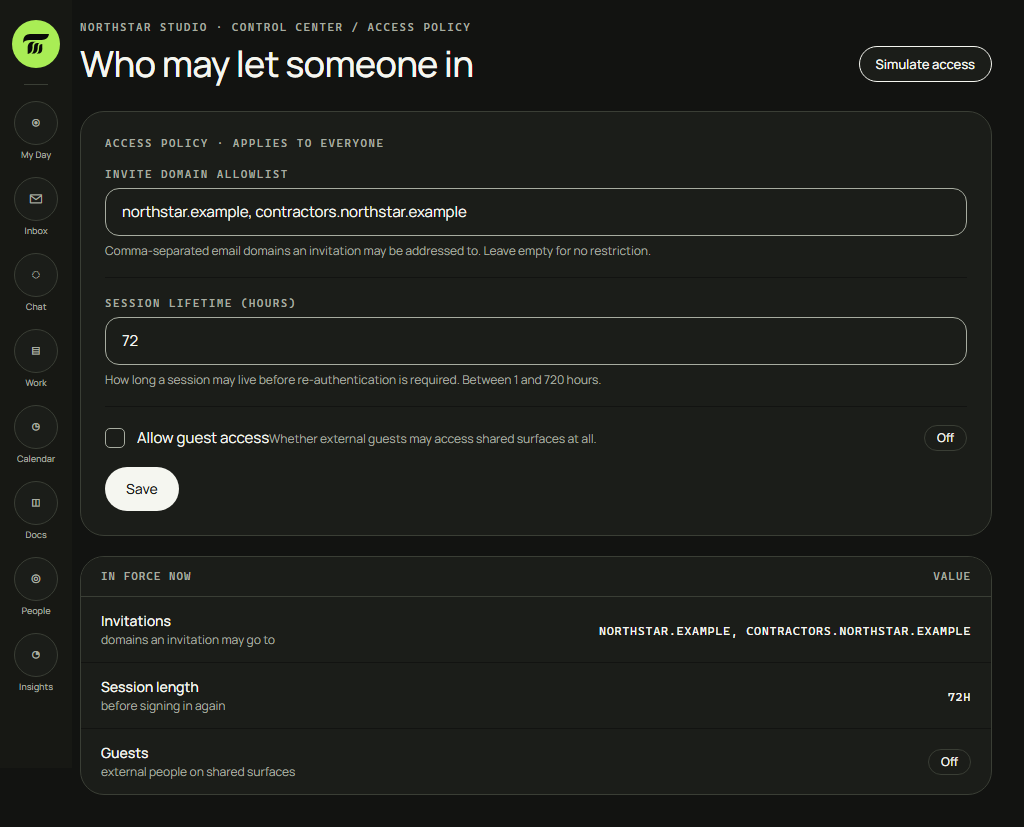 NORTHSTAR STUDIO · CONTROL CENTER / ACCESS POLICY
Who may let someone in
Simulate access
My Day
Inbox
Chat
Work
Calendar
Docs
People
Insights
ACCESS POLICY · APPLIES TO EVERYONE
INVITE DOMAIN ALLOWLIST
northstar.example, contractors.northstar.example
Comma-separated email domains an invitation may be addressed to. Leave empty for no restriction.
SESSION LIFETIME (HOURS)
72
How long a session may live before re-authentication is required. Between 1 and 720 hours.
Allow guest accessWhether external guests may access shared surfaces at all.
Off
Save
IN FORCE NOW VALUE
Invitations
domains an invitation may go to
NORTHSTAR.EXAMPLE, CONTRACTORS.NORTHSTAR.EXAMPLE
Session length
before signing in again
72H
Guests
external people on shared surfaces
Off